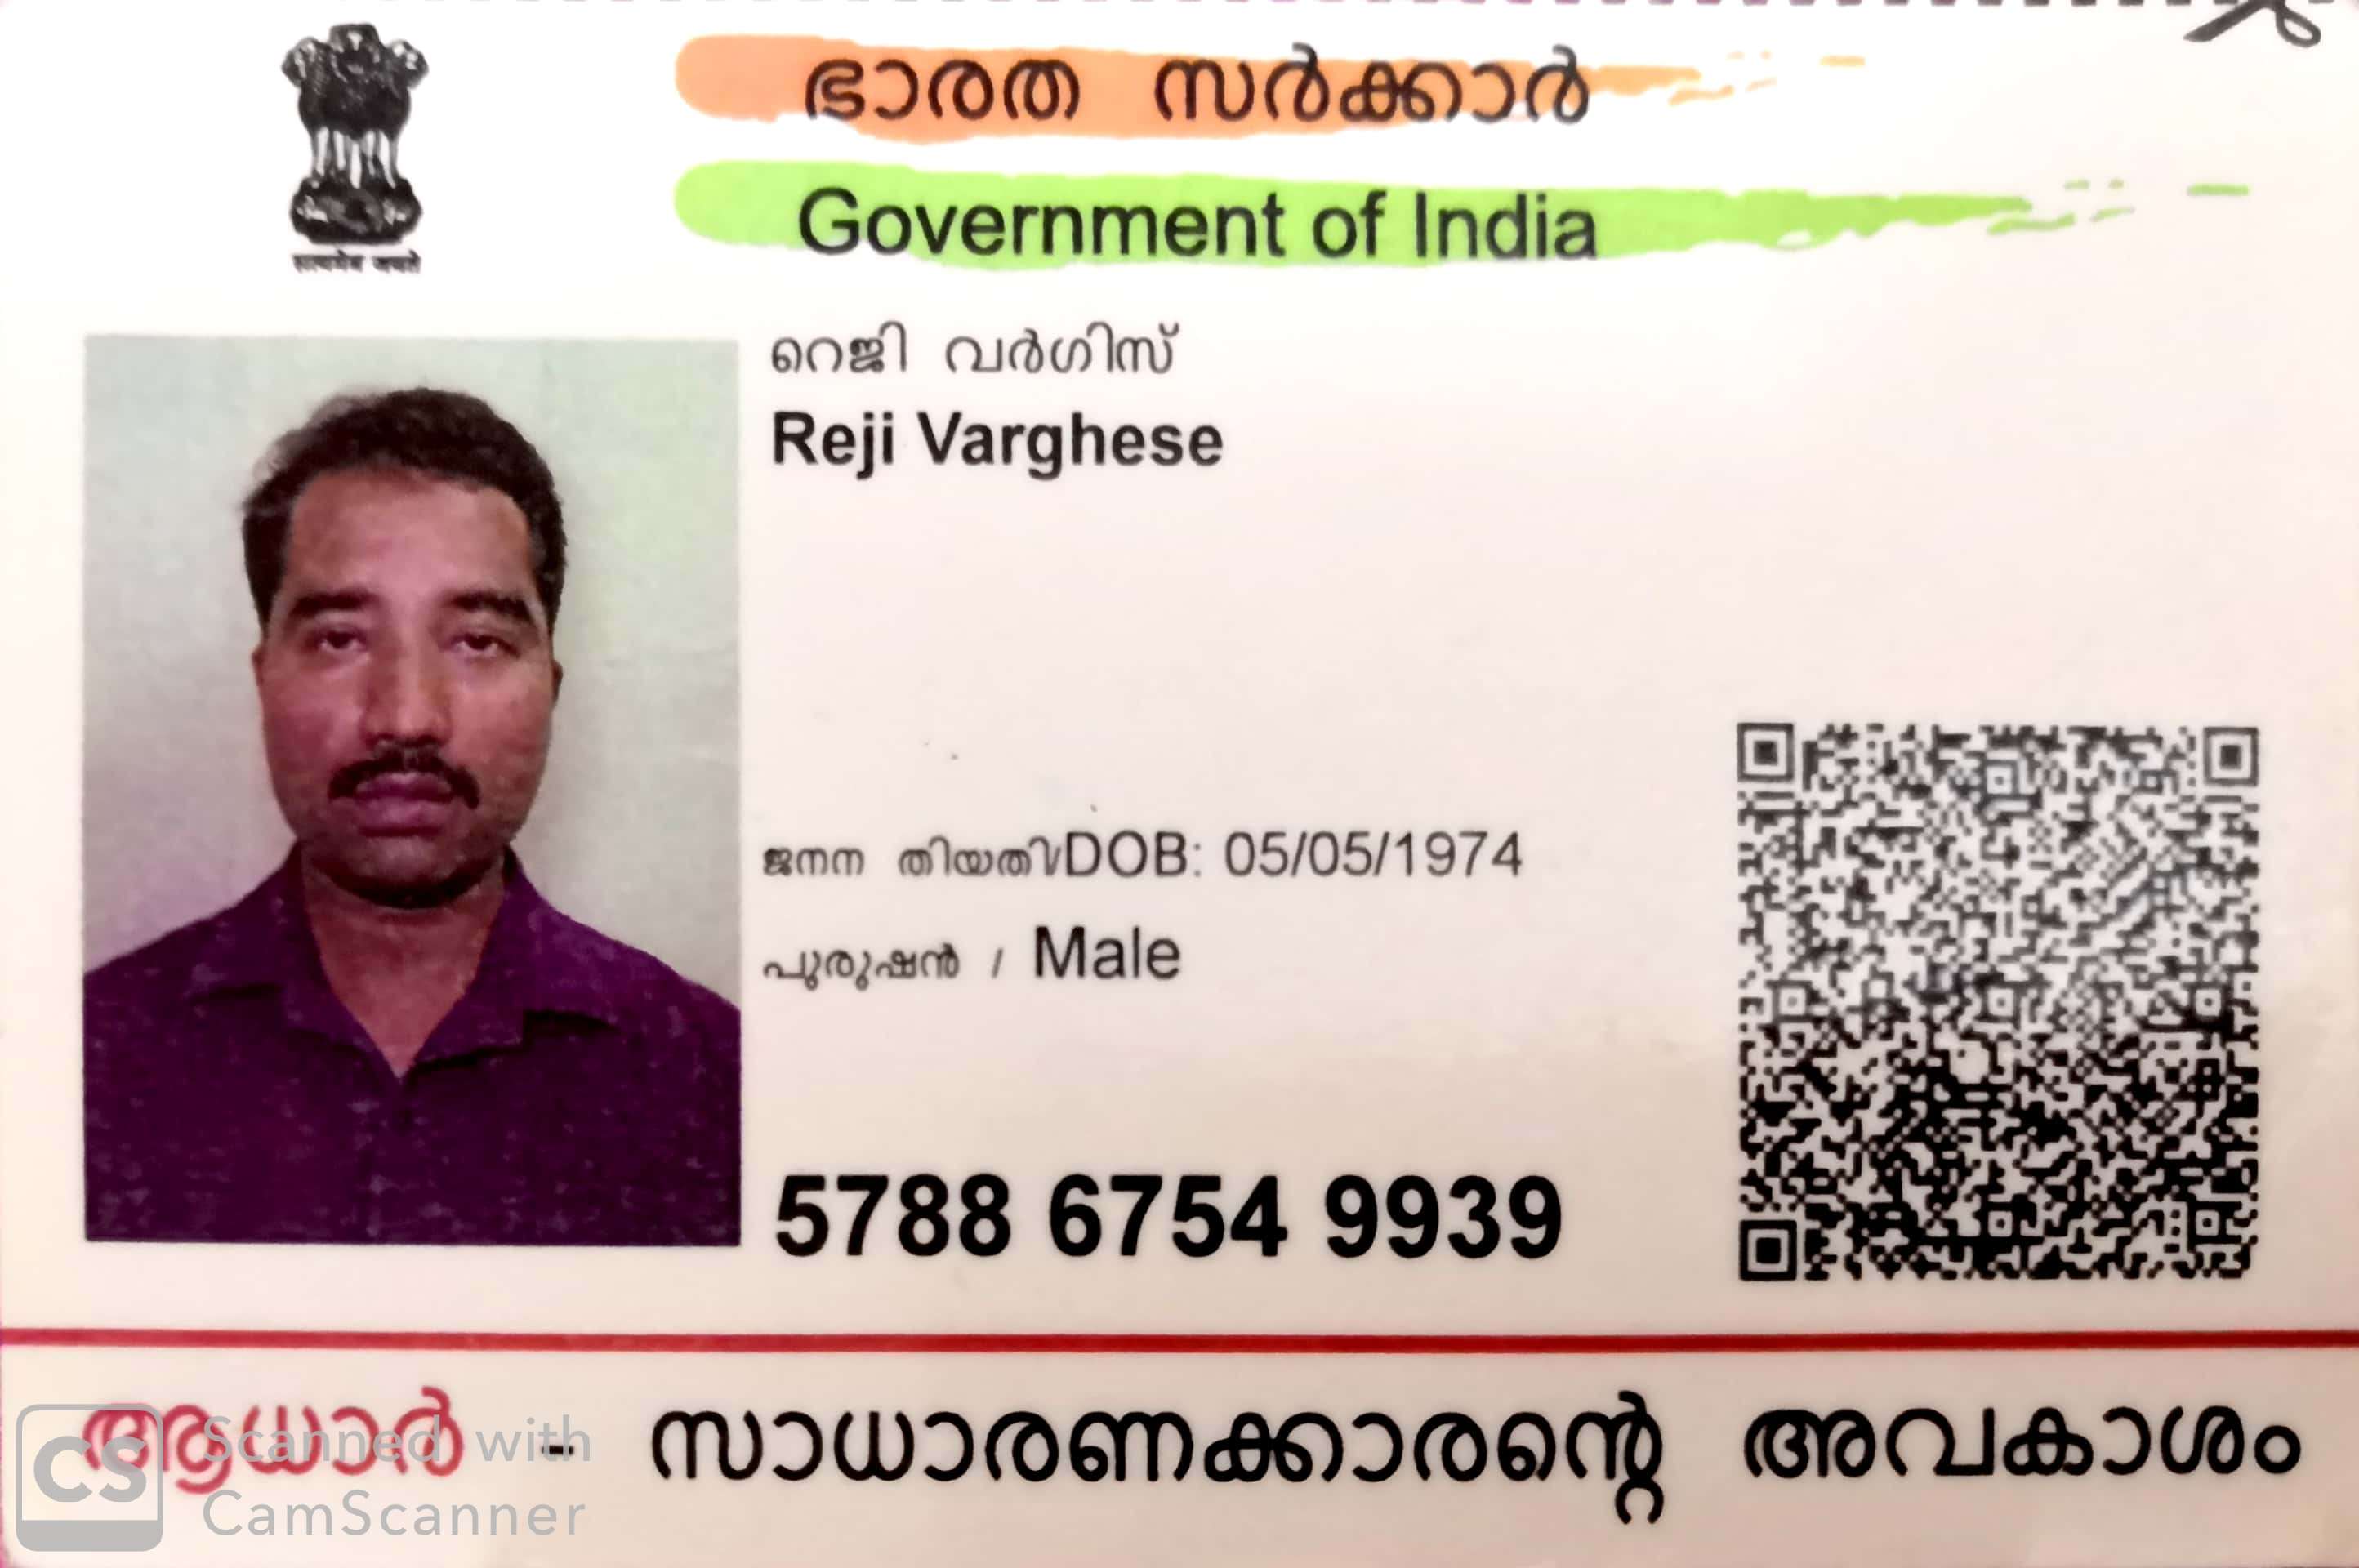 ഭാരത സർക്കാർ
Government of India
सत्यमेव जयते
റെജി വർഗിസ്
Reji Varghese
ജനന തിയതി/DOB: 05/05/1974
പുരുഷൻ / Male
5788 6754 9939
ആധാർ - സാധാരണക്കാരന്റെ അവകാശം
CS Scanned with
CamScanner